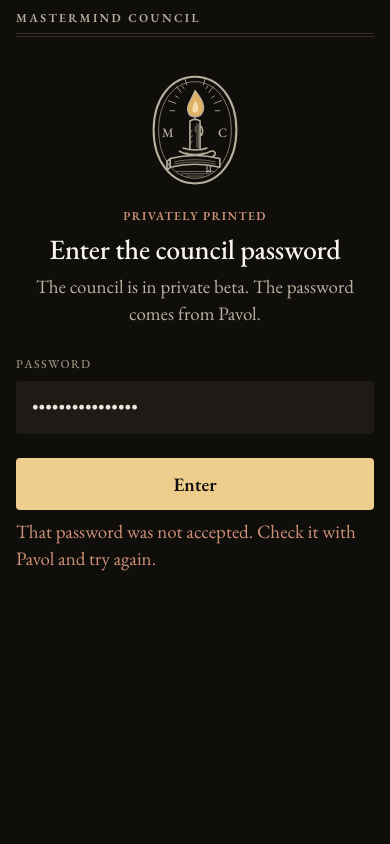 MASTERMIND COUNCIL
M C
PRIVATELY PRINTED
Enter the council password
The council is in private beta. The password
comes from Pavol.
PASSWORD
••••••••••••••••
Enter
That password was not accepted. Check it with
Pavol and try again.